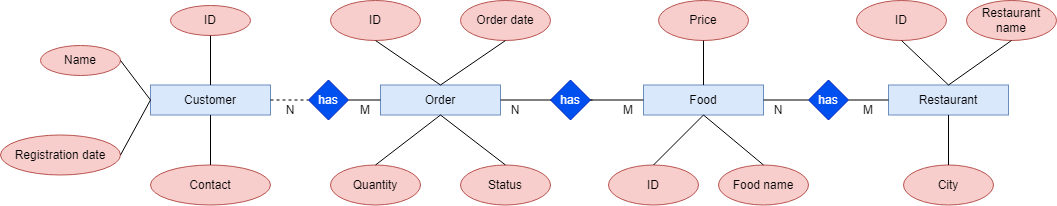 ID
ID
Order date
Price
ID
Restaurant
name
Name
Customer
has
Order
has
Food
has
Restaurant
N
M
N
M
N
M
Registration date
Contact
Quantity
Status
ID
Food name
City